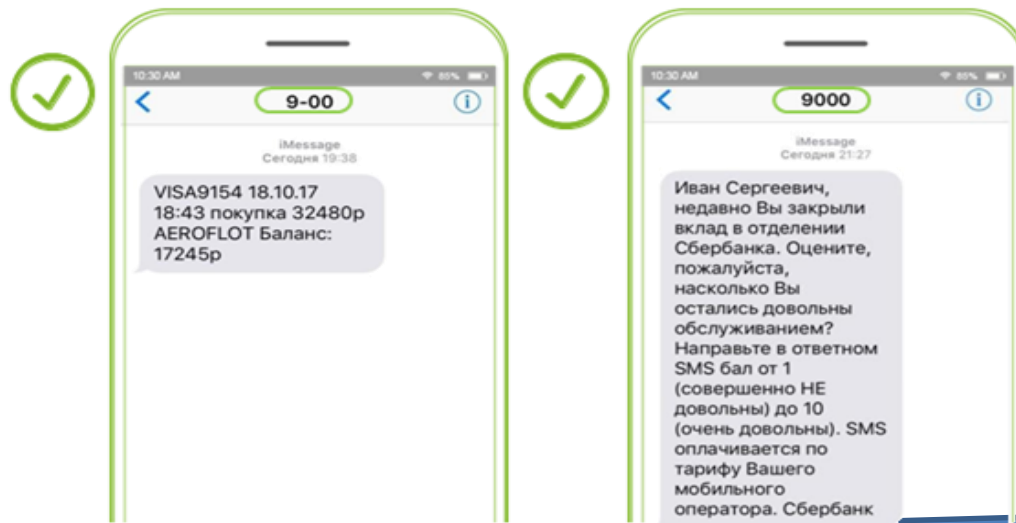 10:30 AM
85%
9-00
iMessage
Сегодня 19:38
VISA9154 18.10.17
18:43 покупка 32480р
AEROFLOT Баланс:
17245р
10:30 AM
85%
9000
iMessage
Сегодня 21:27
Иван Сергеевич,
недавно Вы закрыли
вклад в отделении
Сбербанка. Оцените,
пожалуйста,
насколько Вы
остались довольны
обслуживанием?
Направьте в ответном
SMS бал от 1
(совершенно НЕ
довольны) до 10
(очень довольны). SMS
оплачивается по
тарифу Вашего
мобильного
оператора. Сбербанк